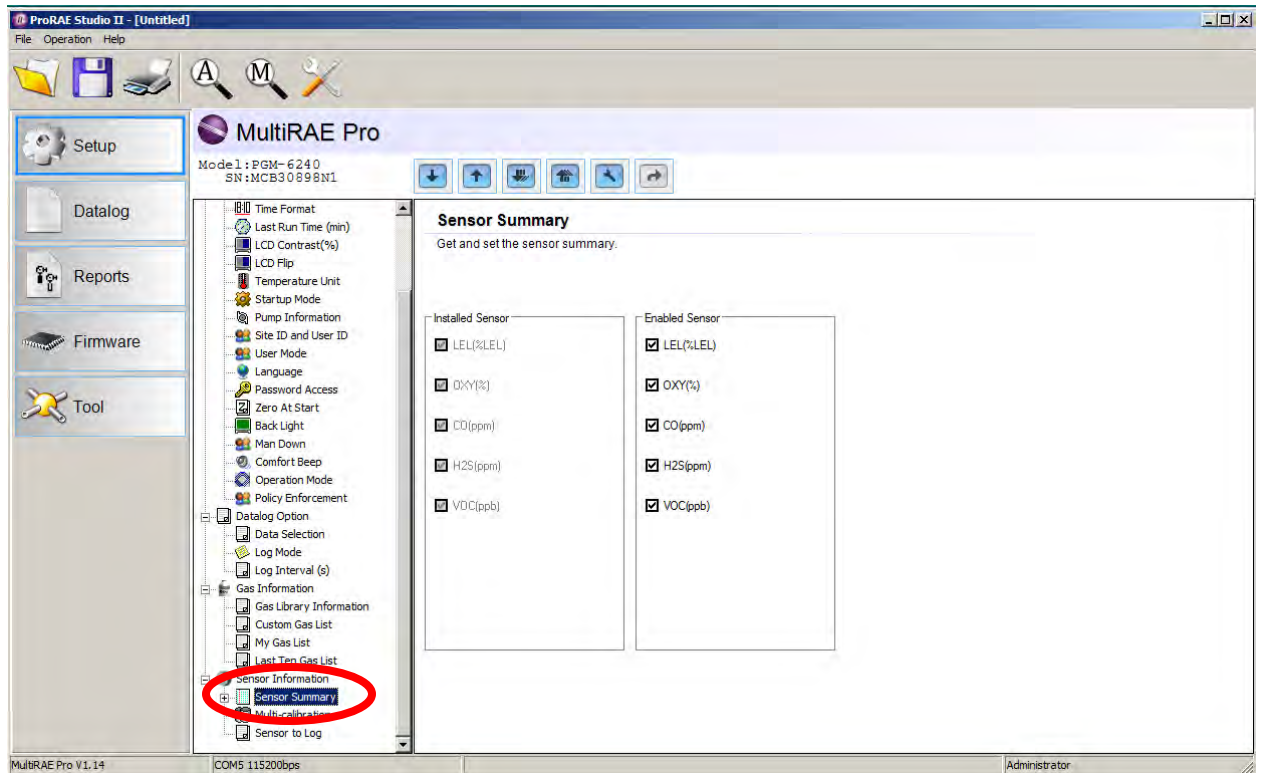 ProRAE Studio II - [Untitled]
File Operation Help
A M
Setup
Datalog
Reports
Firmware
Tool
MultiRAE Pro
Model:PGM-6240
SN:MCB30898N1
Time Format
Last Run Time (min)
LCD Contrast(%)
LCD Flip
Temperature Unit
Startup Mode
Pump Information
Site ID and User ID
User Mode
Language
Password Access
Zero At Start
Back Light
Man Down
Comfort Beep
Operation Mode
Policy Enforcement
Datalog Option
Data Selection
Log Mode
Log Interval (s)
Gas Information
Gas Library Information
Custom Gas List
My Gas List
Last Ten Gas List
Sensor Information
Sensor Summary
Multi-calibration
Sensor to Log
Sensor Summary
Get and set the sensor summary.
Installed Sensor
LEL(%LEL)
OXY(%)
CO(ppm)
H2S(ppm)
VOC(ppb)
Enabled Sensor
LEL(%LEL)
OXY(%)
CO(ppm)
H2S(ppm)
VOC(ppb)
MultiRAE Pro V1.14 COM5 115200bps Administrator